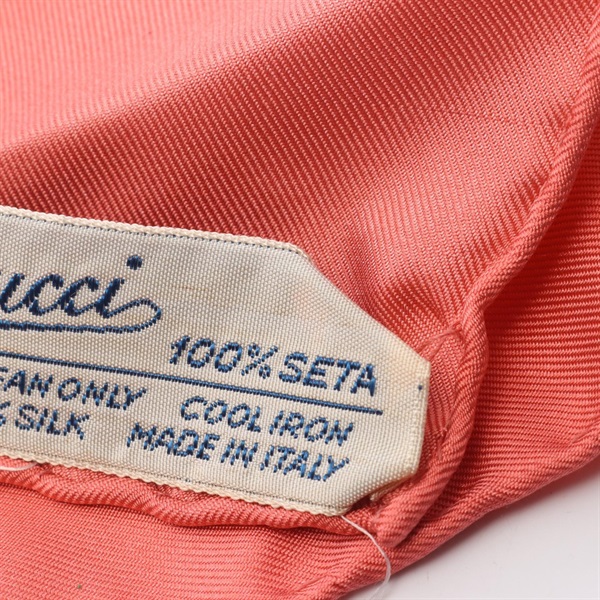 ucci
100% SETA
EAN ONLY COOL IRON
% SILK MADE IN ITALY